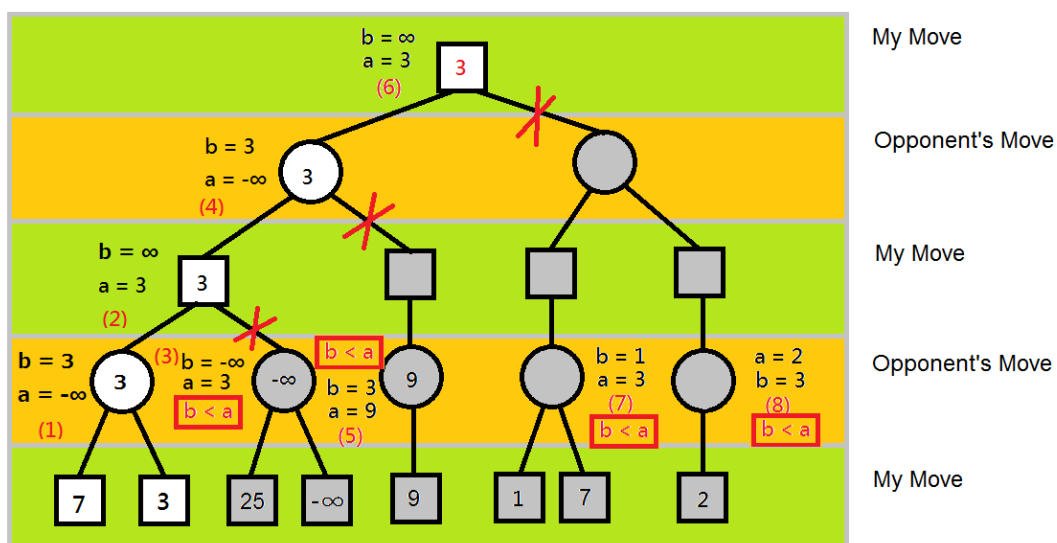 b = ∞
a = 3
(6)
3
My Move
b = 3
a = -∞
(4)
3
Opponent's Move
b = ∞
a = 3
(2)
3
My Move
b = 3
a = -∞
(1)
3
(3)
b = -∞
a = 3
b < a
-∞
b < a
b = 3
a = 9
(5)
9
b = 1
a = 3
(7)
b < a
a = 2
b = 3
(8)
b < a
Opponent's Move
7
3
25
-∞
9
1
7
2
My Move